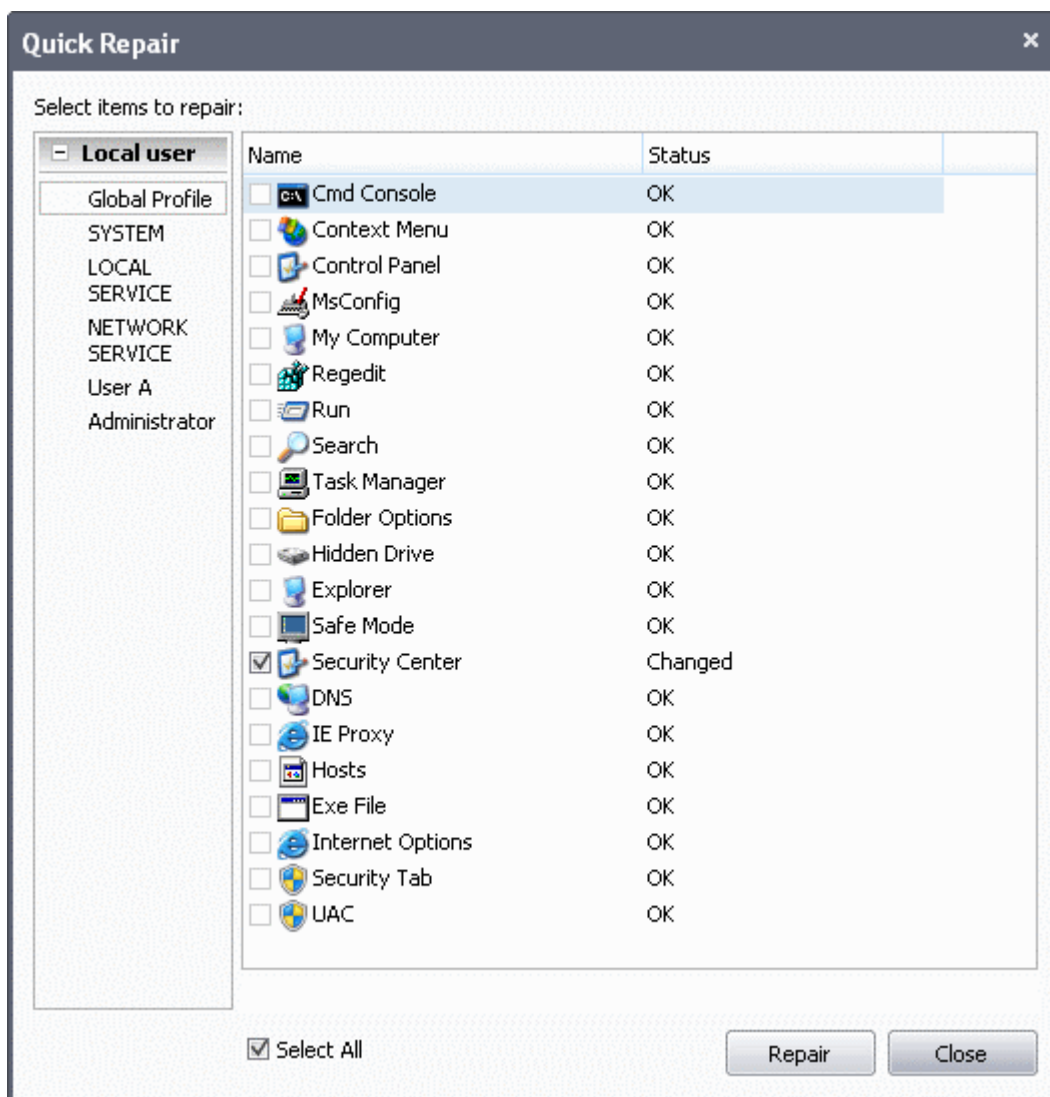 Quick Repair
Select items to repair:
Local user
Global Profile
SYSTEM
LOCAL
SERVICE
NETWORK
SERVICE
User A
Administrator
Name Status
Cmd Console OK
Context Menu OK
Control Panel OK
MsConfig OK
My Computer OK
Regedit OK
Run OK
Search OK
Task Manager OK
Folder Options OK
Hidden Drive OK
Explorer OK
Safe Mode OK
Security Center Changed
DNS OK
IE Proxy OK
Hosts OK
Exe File OK
Internet Options OK
Security Tab OK
UAC OK
Select All Repair Close